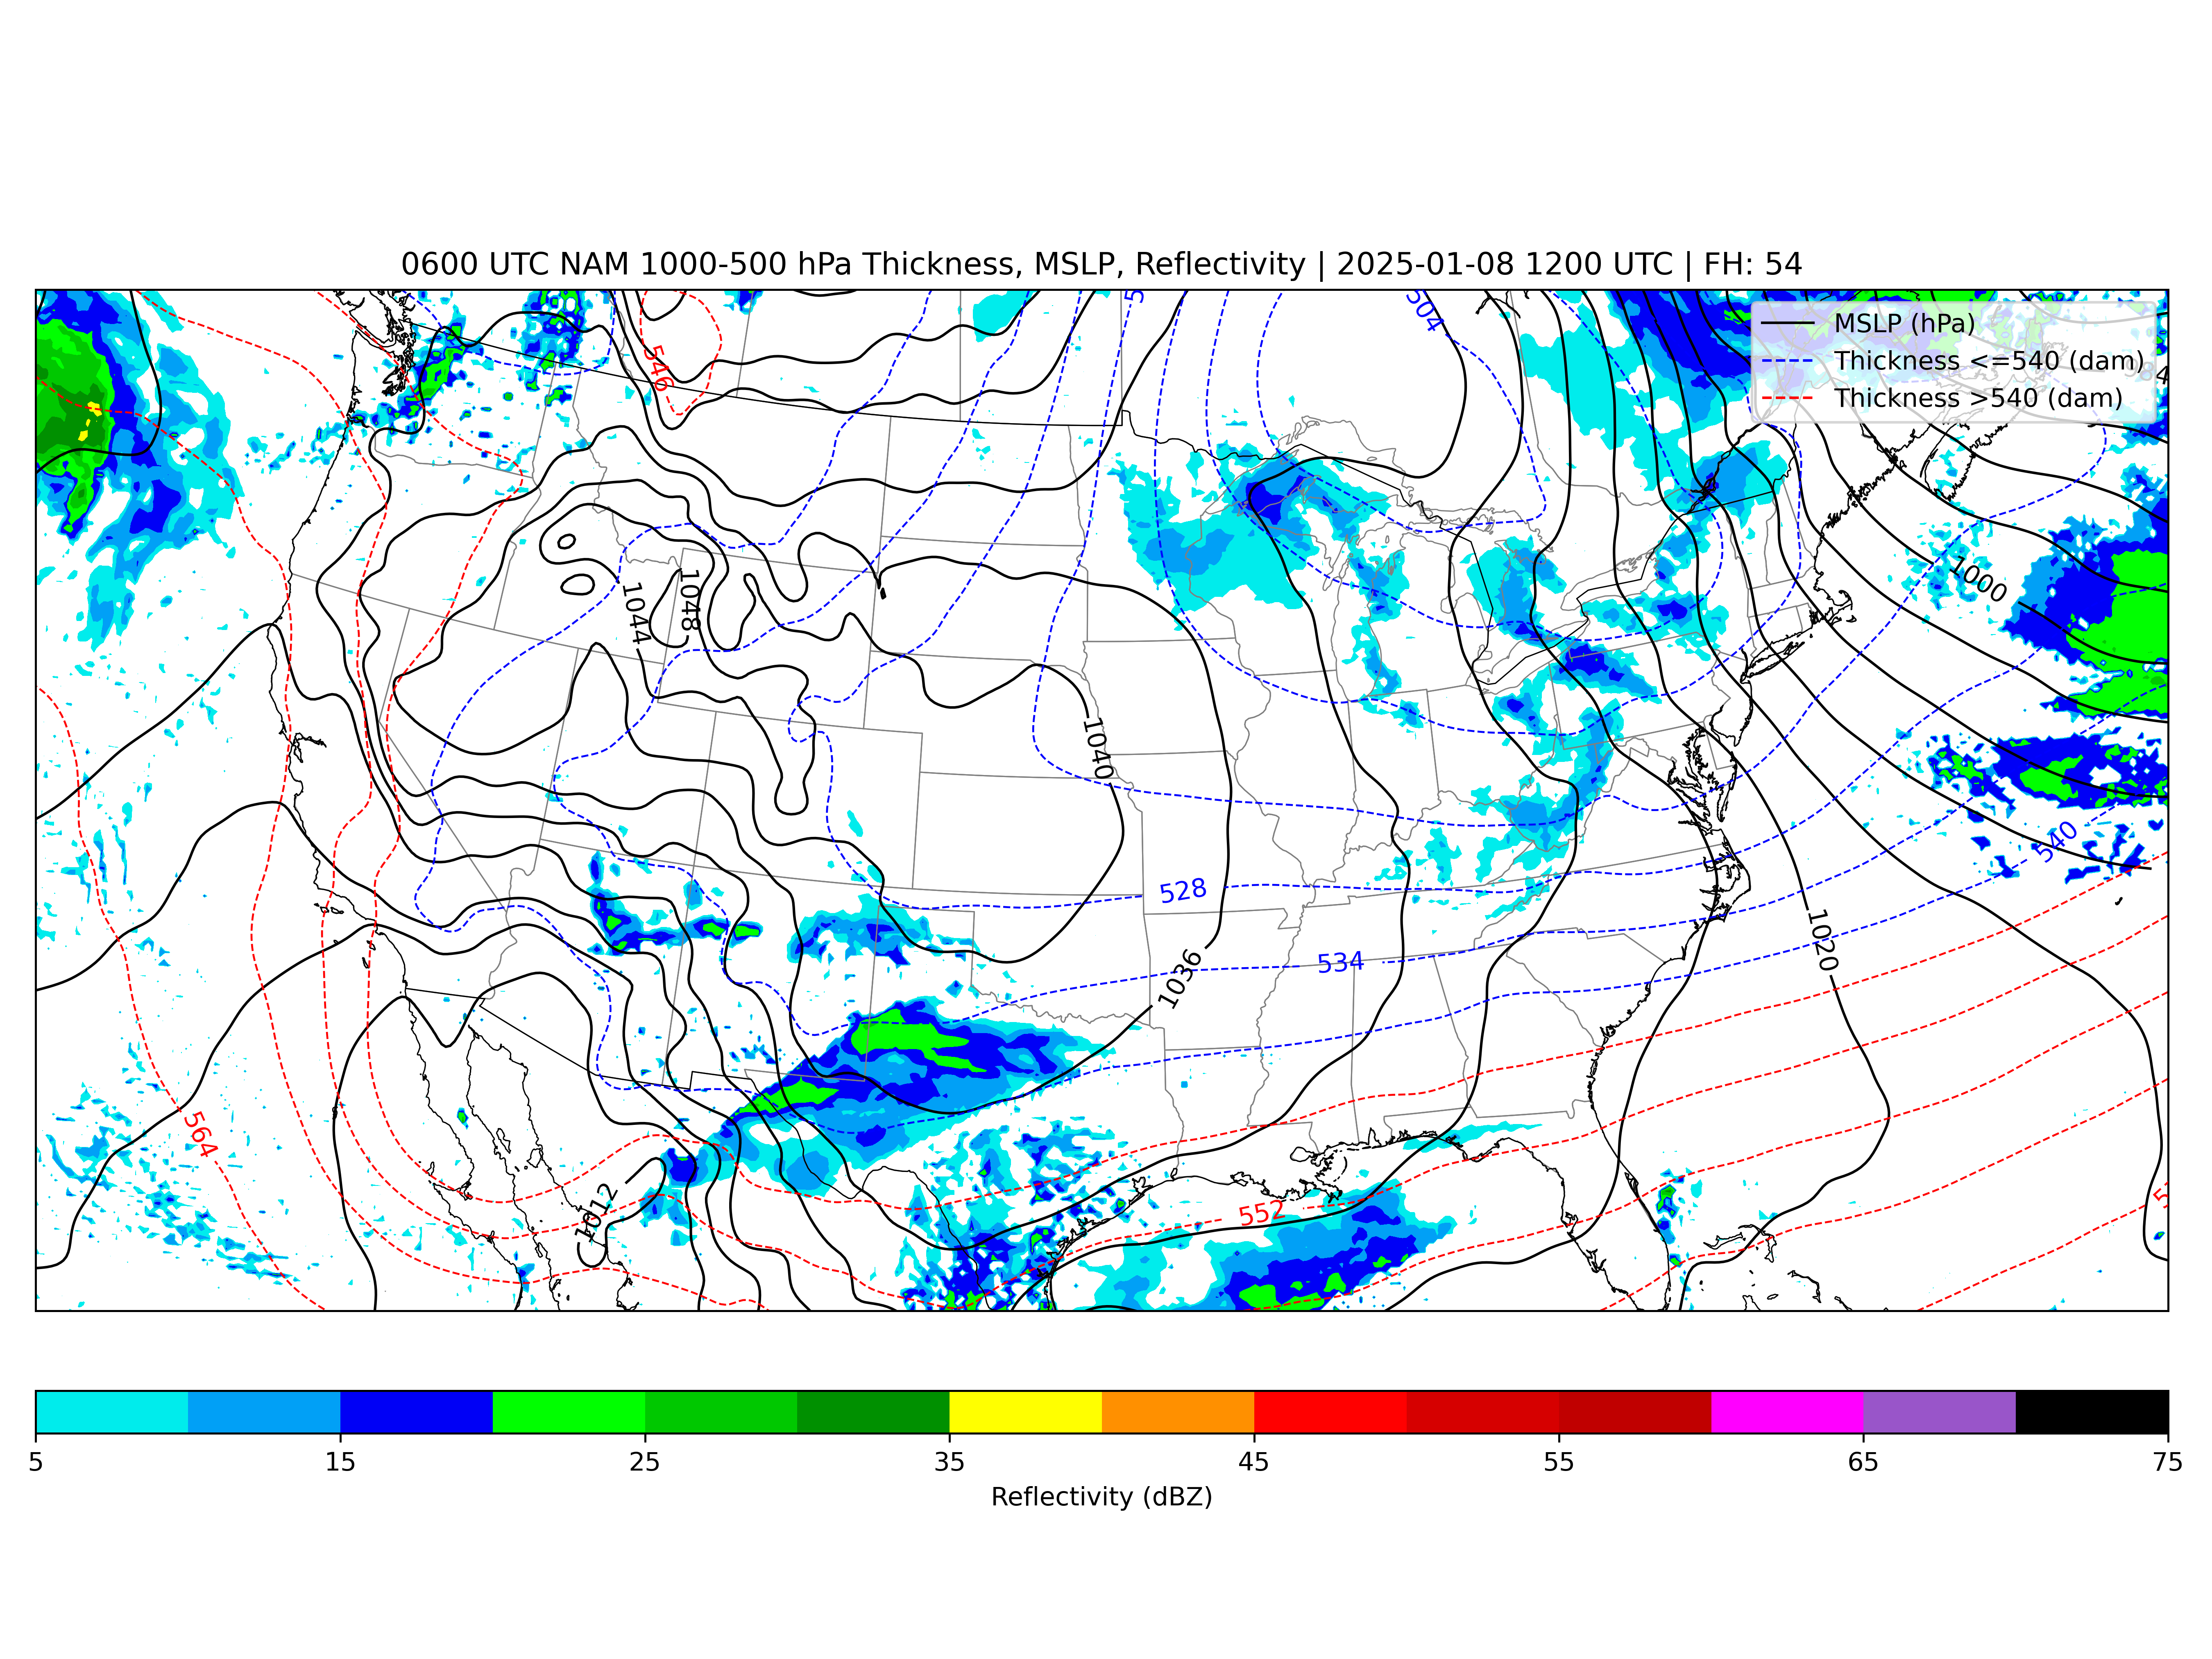 0600 UTC NAM 1000-500 hPa Thickness, MSLP, Reflectivity | 2025-01-08 1200 UTC | FH: 54
MSLP (hPa)
Thickness <=540 (dam)
Thickness >540 (dam)
504
546
1000
1044
1048
1040
540
528
1020
534
1036
564
1012
552
5 15 25 35 45 55 65 75
Reflectivity (dBZ)